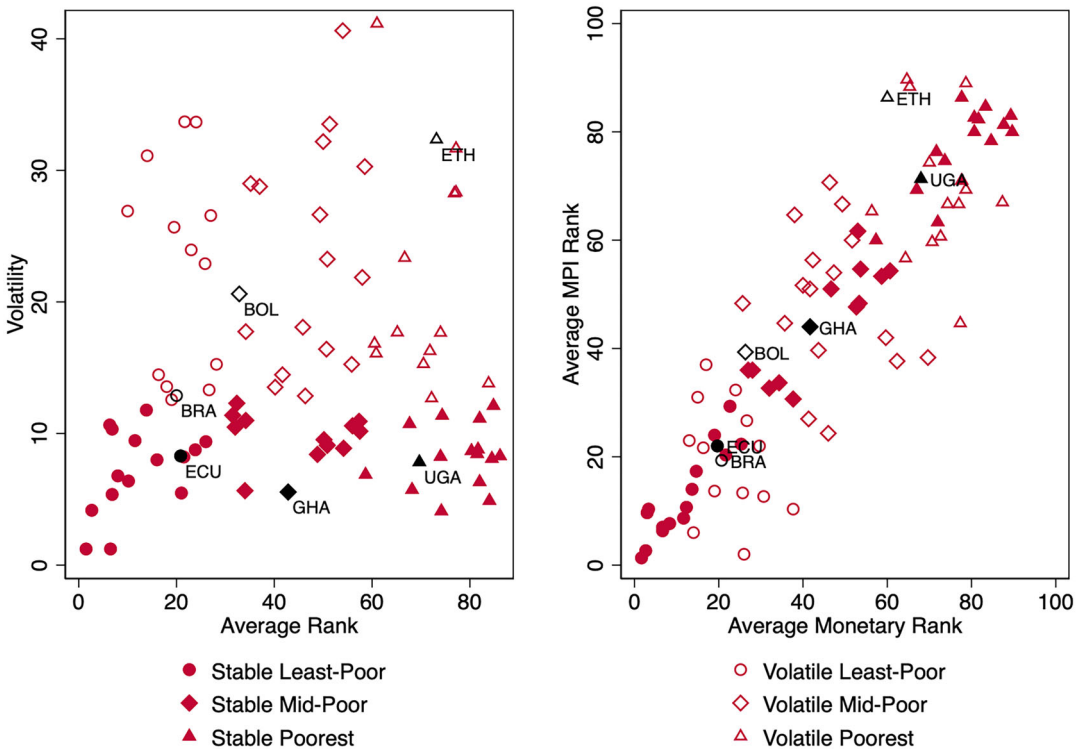 40
30
20
10
0
Volatility
0 20 40 60 80
Average Rank
ETH
BOL
BRA
ECU
UGA
GHA
100
80
60
40
20
0
Average MPI Rank
0 20 40 60 80 100
Average Monetary Rank
ETH
UGA
GHA
BOL
ECU
BRA
Stable Least-Poor
Stable Mid-Poor
Stable Poorest
Volatile Least-Poor
Volatile Mid-Poor
Volatile Poorest